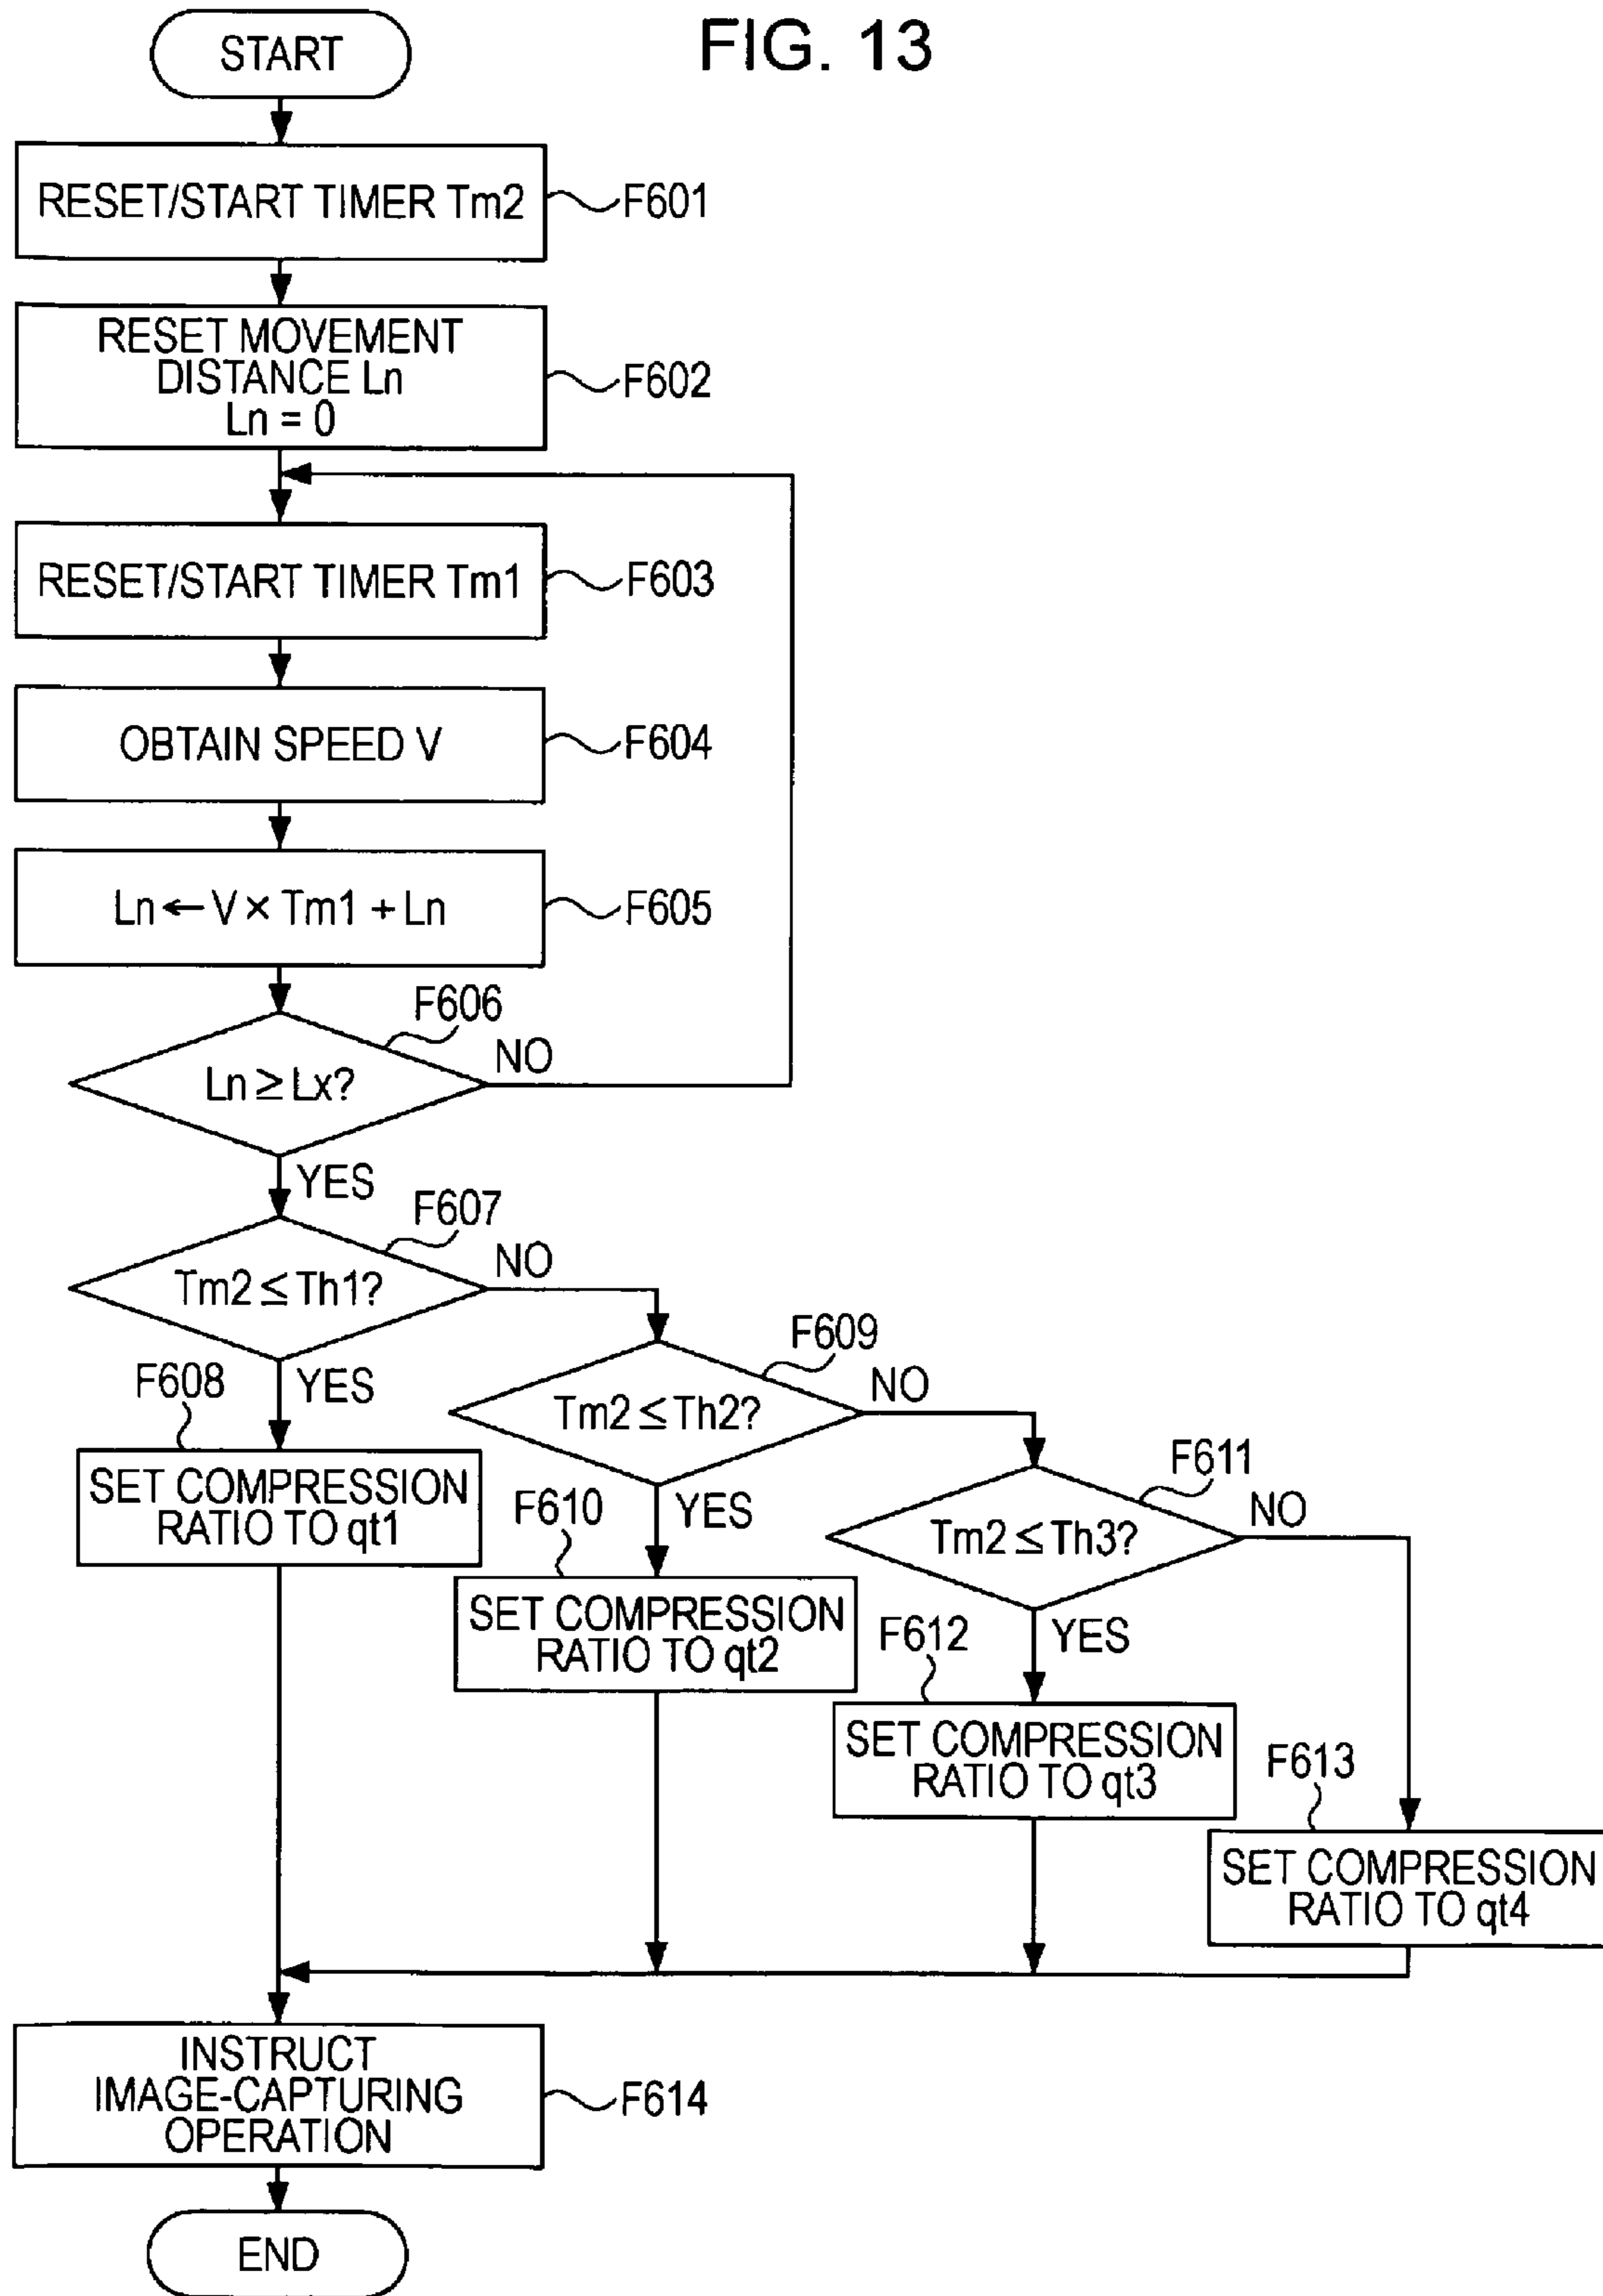 FIG. 13
START
RESET/START TIMER Tm2
F601
RESET MOVEMENT
DISTANCE Ln
Ln = 0
F602
RESET/START TIMER Tm1
F603
OBTAIN SPEED V
F604
Ln ← V × Tm1 + Ln
F605
F606
Ln ≥ Lx?
NO
YES
F607
Tm2 ≤ Th1?
NO
YES
F608
SET COMPRESSION
RATIO TO qt1
F609
Tm2 ≤ Th2?
NO
YES
F610
SET COMPRESSION
RATIO TO qt2
F611
Tm2 ≤ Th3?
NO
YES
F612
SET COMPRESSION
RATIO TO qt3
F613
SET COMPRESSION
RATIO TO qt4
INSTRUCT
IMAGE-CAPTURING
OPERATION
F614
END